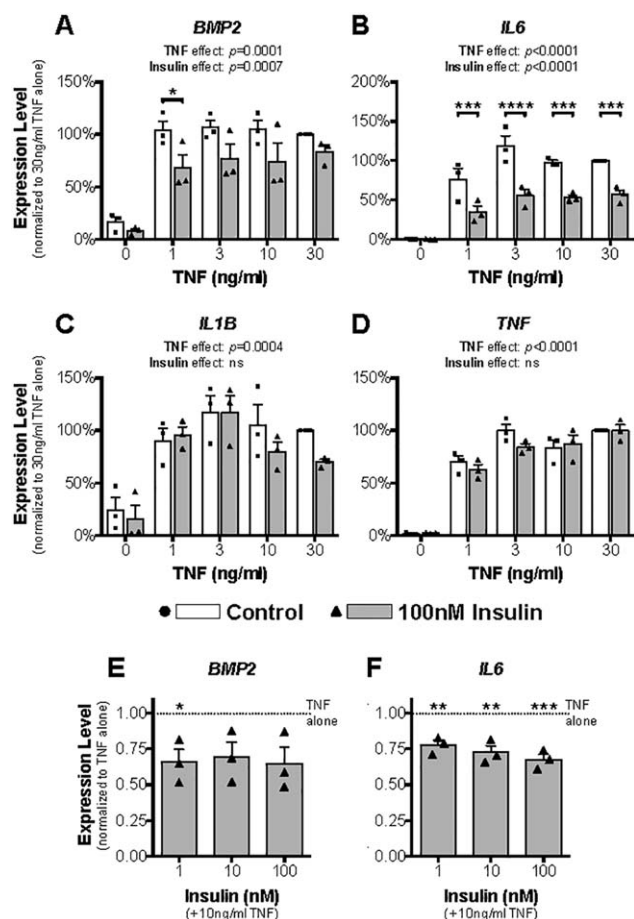 A
BMP2
TNF effect: p=0.0001
Insulin effect: p=0.0007
Expression Level
(normalized to 30ng/ml TNF alone)
150%
100%
50%
0%
*
0 1 3 10 30
TNF (ng/ml)
B
IL6
TNF effect: p<0.0001
Insulin effect: p<0.0001
200%
150%
100%
50%
0%
*** **** *** ***
0 1 3 10 30
TNF (ng/ml)
C
IL1B
TNF effect: p=0.0004
Insulin effect: ns
Expression Level
(normalized to 30ng/ml TNF alone)
150%
100%
50%
0%
0 1 3 10 30
TNF (ng/ml)
D
TNF
TNF effect: p<0.0001
Insulin effect: ns
150%
100%
50%
0%
0 1 3 10 30
TNF (ng/ml)
Control
100nM Insulin
E
BMP2
Expression Level
(normalized to TNF alone)
1.00
0.75
0.50
0.25
0.00
*
TNF
alone
1 10 100
Insulin (nM)
(+10ng/ml TNF)
F
IL6
1.00
0.75
0.50
0.25
0.00
** ** ***
TNF
alone
1 10 100
Insulin (nM)
(+10ng/ml TNF)